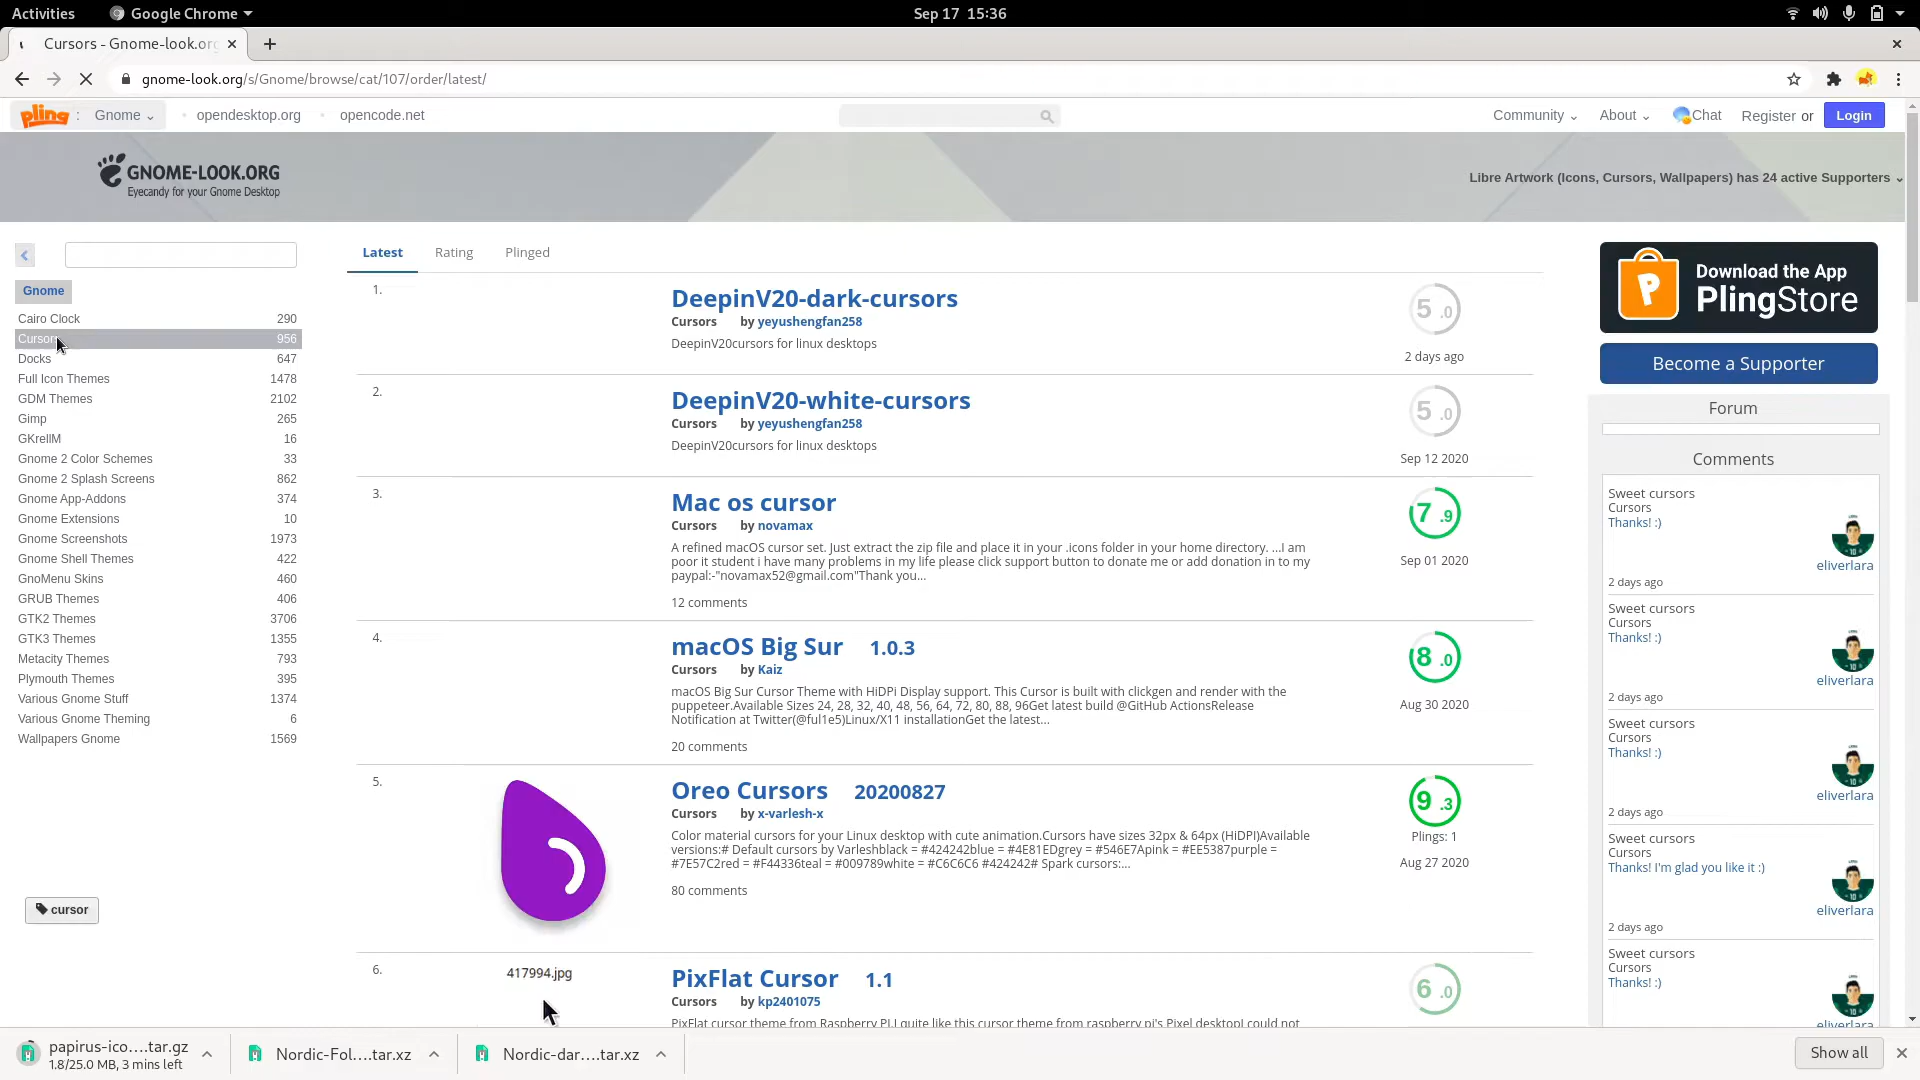 Activities
Google Chrome
Sep 17 15:36
Cursors - Gnome-look.org
gnome-look.org/s/Gnome/browse/cat/107/order/latest/
pling : Gnome
opendesktop.org
opencode.net
Community
About
Chat
Register or
Login
GNOME-LOOK.ORG
Eyecandy for your Gnome Desktop
Libre Artwork (Icons, Cursors, Wallpapers) has 24 active Supporters
Gnome
Cairo Clock 290
Cursors 956
Docks 647
Full Icon Themes 1478
GDM Themes 2102
Gimp 265
GKrellM 16
Gnome 2 Color Schemes 33
Gnome 2 Splash Screens 862
Gnome App-Addons 374
Gnome Extensions 10
Gnome Screenshots 1973
Gnome Shell Themes 422
GnoMenu Skins 460
GRUB Themes 406
GTK2 Themes 3706
GTK3 Themes 1355
Metacity Themes 793
Plymouth Themes 395
Various Gnome Stuff 1374
Various Gnome Theming 6
Wallpapers Gnome 1569
cursor
Latest Rating Plinged
1.
DeepinV20-dark-cursors
Cursors by yeyushengfan258
DeepinV20cursors for linux desktops
5.0
2 days ago
2.
DeepinV20-white-cursors
Cursors by yeyushengfan258
DeepinV20cursors for linux desktops
5.0
Sep 12 2020
3.
Mac os cursor
Cursors by novamax
A refined macOS cursor set. Just extract the zip file and place it in your .icons folder in your home directory. ...I am
poor it student i have many problems in my life please click support button to donate me or add donation in to my
paypal:-"novamax52@gmail.com"Thank you...
12 comments
7.9
Sep 01 2020
4.
macOS Big Sur 1.0.3
Cursors by Kaiz
macOS Big Sur Cursor Theme with HiDPi Display support. This Cursor is built with clickgen and render with the
puppeteer.Available Sizes 24, 28, 32, 40, 48, 56, 64, 72, 80, 88, 96Get latest build @GitHub ActionsRelease
Notification at Twitter(@ful1e5)Linux/X11 installationGet the latest...
20 comments
8.0
Aug 30 2020
5.
Oreo Cursors 20200827
Cursors by x-varlesh-x
Color material cursors for your Linux desktop with cute animation.Cursors have sizes 32px & 64px (HiDPI)Available
versions:# Default cursors by Varleshblack = #424242blue = #4E81EDgrey = #546E7Apink = #EE5387purple =
#7E57C2red = #F44336teal = #009789white = #C6C6C6 #424242# Spark cursors:...
80 comments
9.3
Plings: 1
Aug 27 2020
6.
417994.jpg
PixFlat Cursor 1.1
Cursors by kp2401075
PixFlat cursor theme from Raspberry PI.I quite like this cursor theme from raspberry pi's Pixel desktopI could not
6.0
Download the App
PlingStore
Become a Supporter
Forum
Comments
Sweet cursors
Cursors
Thanks! :)
eliverlara
2 days ago
Sweet cursors
Cursors
Thanks! :)
eliverlara
2 days ago
Sweet cursors
Cursors
Thanks! :)
eliverlara
2 days ago
Sweet cursors
Cursors
Thanks! I'm glad you like it :)
eliverlara
2 days ago
Sweet cursors
Cursors
Thanks! :)
eliverlara
papirus-ico....tar.gz
1.8/25.0 MB, 3 mins left
Nordic-Fol....tar.xz
Nordic-dar....tar.xz
Show all